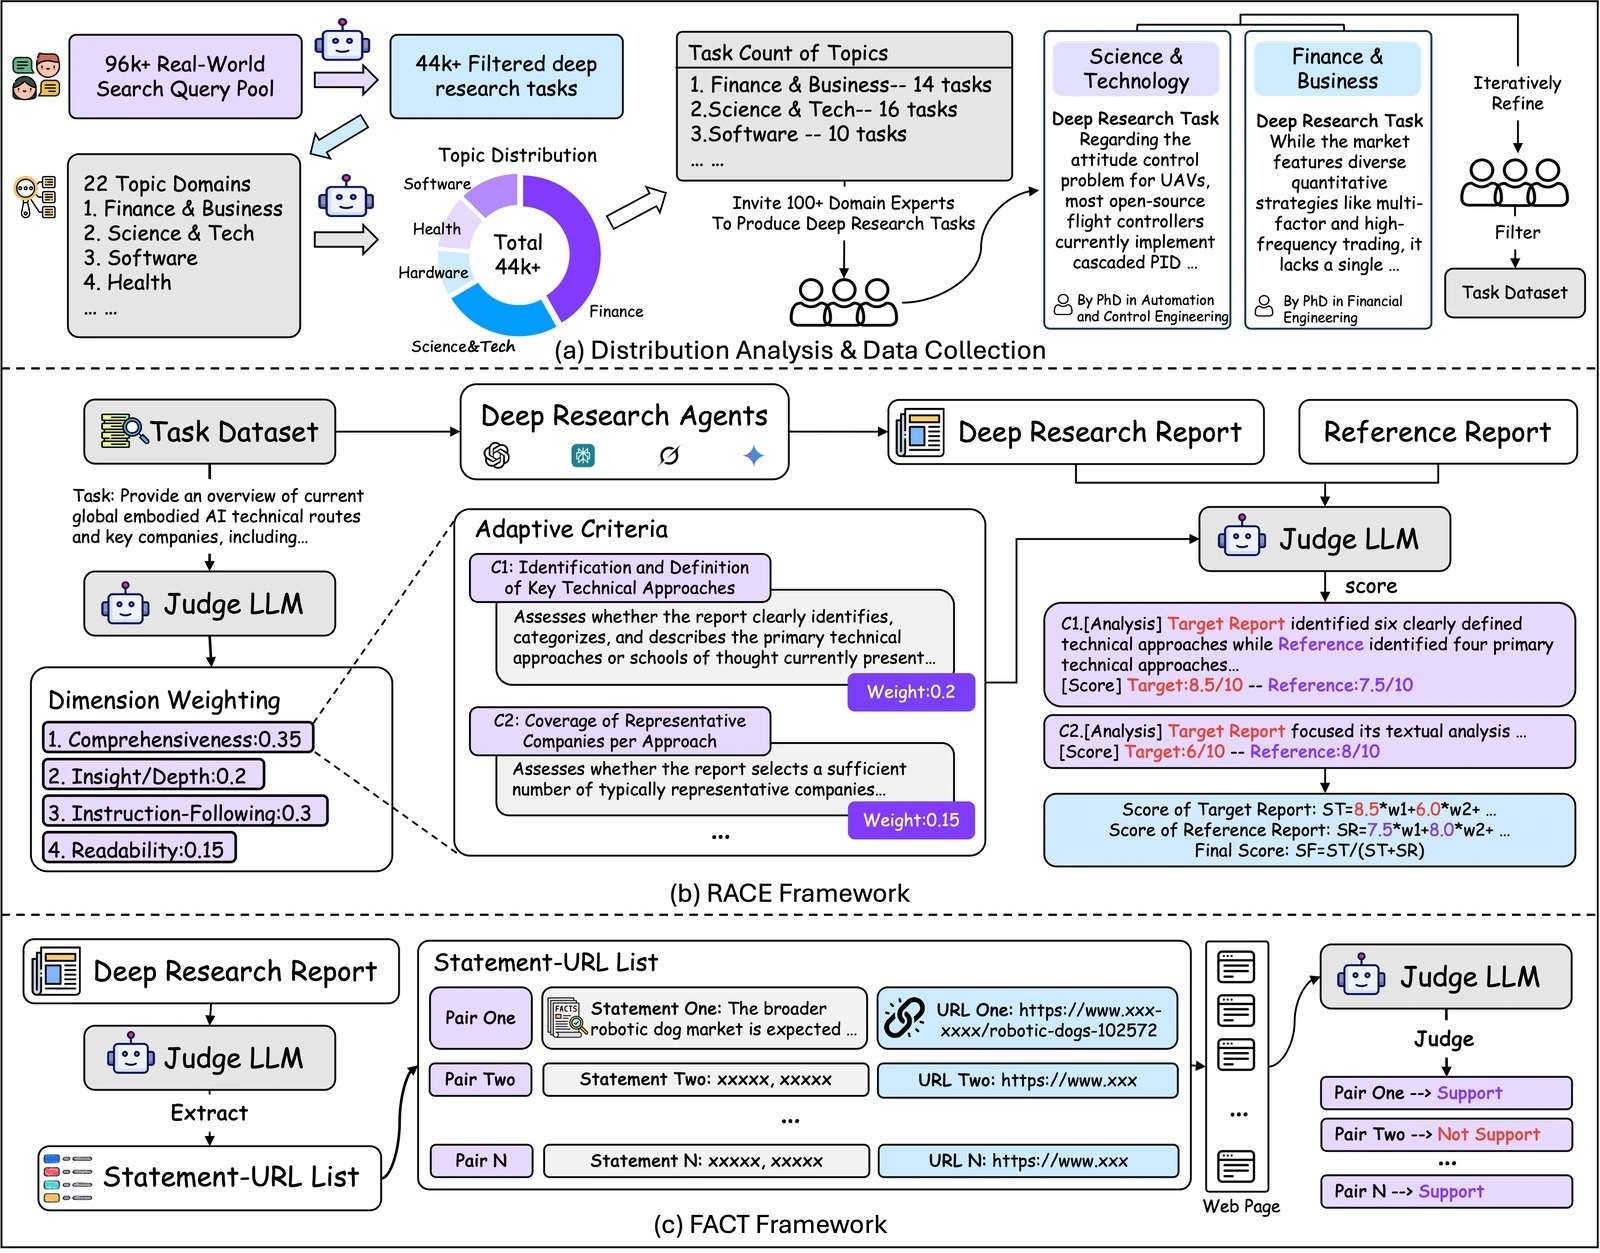 96k+ Real-World
Search Query Pool
44k+ Filtered deep
research tasks
22 Topic Domains
1. Finance & Business
2. Science & Tech
3. Software
4. Health
... ...
Topic Distribution
Software
Health
Hardware
Science&Tech
Finance
Total
44k+
Task Count of Topics
1. Finance & Business-- 14 tasks
2.Science & Tech-- 16 tasks
3.Software -- 10 tasks
... ...
Invite 100+ Domain Experts
To Produce Deep Research Tasks
Science &
Technology
Deep Research Task
Regarding the
attitude control
problem for UAVs,
most open-source
flight controllers
currently implement
cascaded PID ...
By PhD in Automation
and Control Engineering
Finance &
Business
Deep Research Task
While the market
features diverse
quantitative
strategies like multi-
factor and high-
frequency trading, it
lacks a single ...
By PhD in Financial
Engineering
Iteratively
Refine
Filter
Task Dataset
(a) Distribution Analysis & Data Collection
Task Dataset
Deep Research Agents
Deep Research Report
Reference Report
Task: Provide an overview of current
global embodied AI technical routes
and key companies, including...
Judge LLM
Dimension Weighting
1. Comprehensiveness:0.35
2. Insight/Depth:0.2
3. Instruction-Following:0.3
4. Readability:0.15
Adaptive Criteria
C1: Identification and Definition
of Key Technical Approaches
Assesses whether the report clearly identifies,
categorizes, and describes the primary technical
approaches or schools of thought currently present...
Weight:0.2
C2: Coverage of Representative
Companies per Approach
Assesses whether the report selects a sufficient
number of typically representative companies...
Weight:0.15
...
Judge LLM
score
C1.[Analysis] Target Report identified six clearly defined
technical approaches while Reference identified four primary
technical approaches...
[Score] Target:8.5/10 -- Reference:7.5/10
C2.[Analysis] Target Report focused its textual analysis ...
[Score] Target:6/10 -- Reference:8/10
Score of Target Report: ST=8.5*w1+6.0*w2+ ...
Score of Reference Report: SR=7.5*w1+8.0*w2+ ...
Final Score: SF=ST/(ST+SR)
(b) RACE Framework
Deep Research Report
Judge LLM
Extract
Statement-URL List
Statement-URL List
Pair One
FACTS
Statement One: The broader
robotic dog market is expected ...
URL One: https://www.xxx-
xxxx/robotic-dogs-102572
Pair Two
Statement Two: xxxxx, xxxxx
URL Two: https://www.xxx
...
Pair N
Statement N: xxxxx, xxxxx
URL N: https://www.xxx
...
Web Page
Judge LLM
Judge
Pair One --> Support
Pair Two --> Not Support
...
Pair N --> Support
(c) FACT Framework